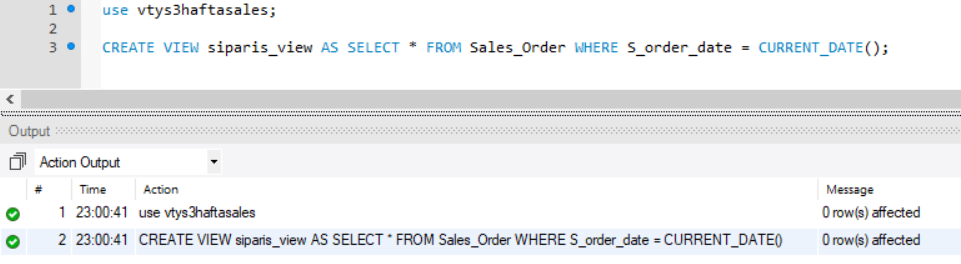 1 use vtys3haftasales;
2
3 CREATE VIEW siparis_view AS SELECT * FROM Sales_Order WHERE S_order_date = CURRENT_DATE();
Output
Action Output
# Time Action Message
1 23:00:41 use vtys3haftasales 0 row(s) affected
2 23:00:41 CREATE VIEW siparis_view AS SELECT * FROM Sales_Order WHERE S_order_date = CURRENT_DATE() 0 row(s) affected